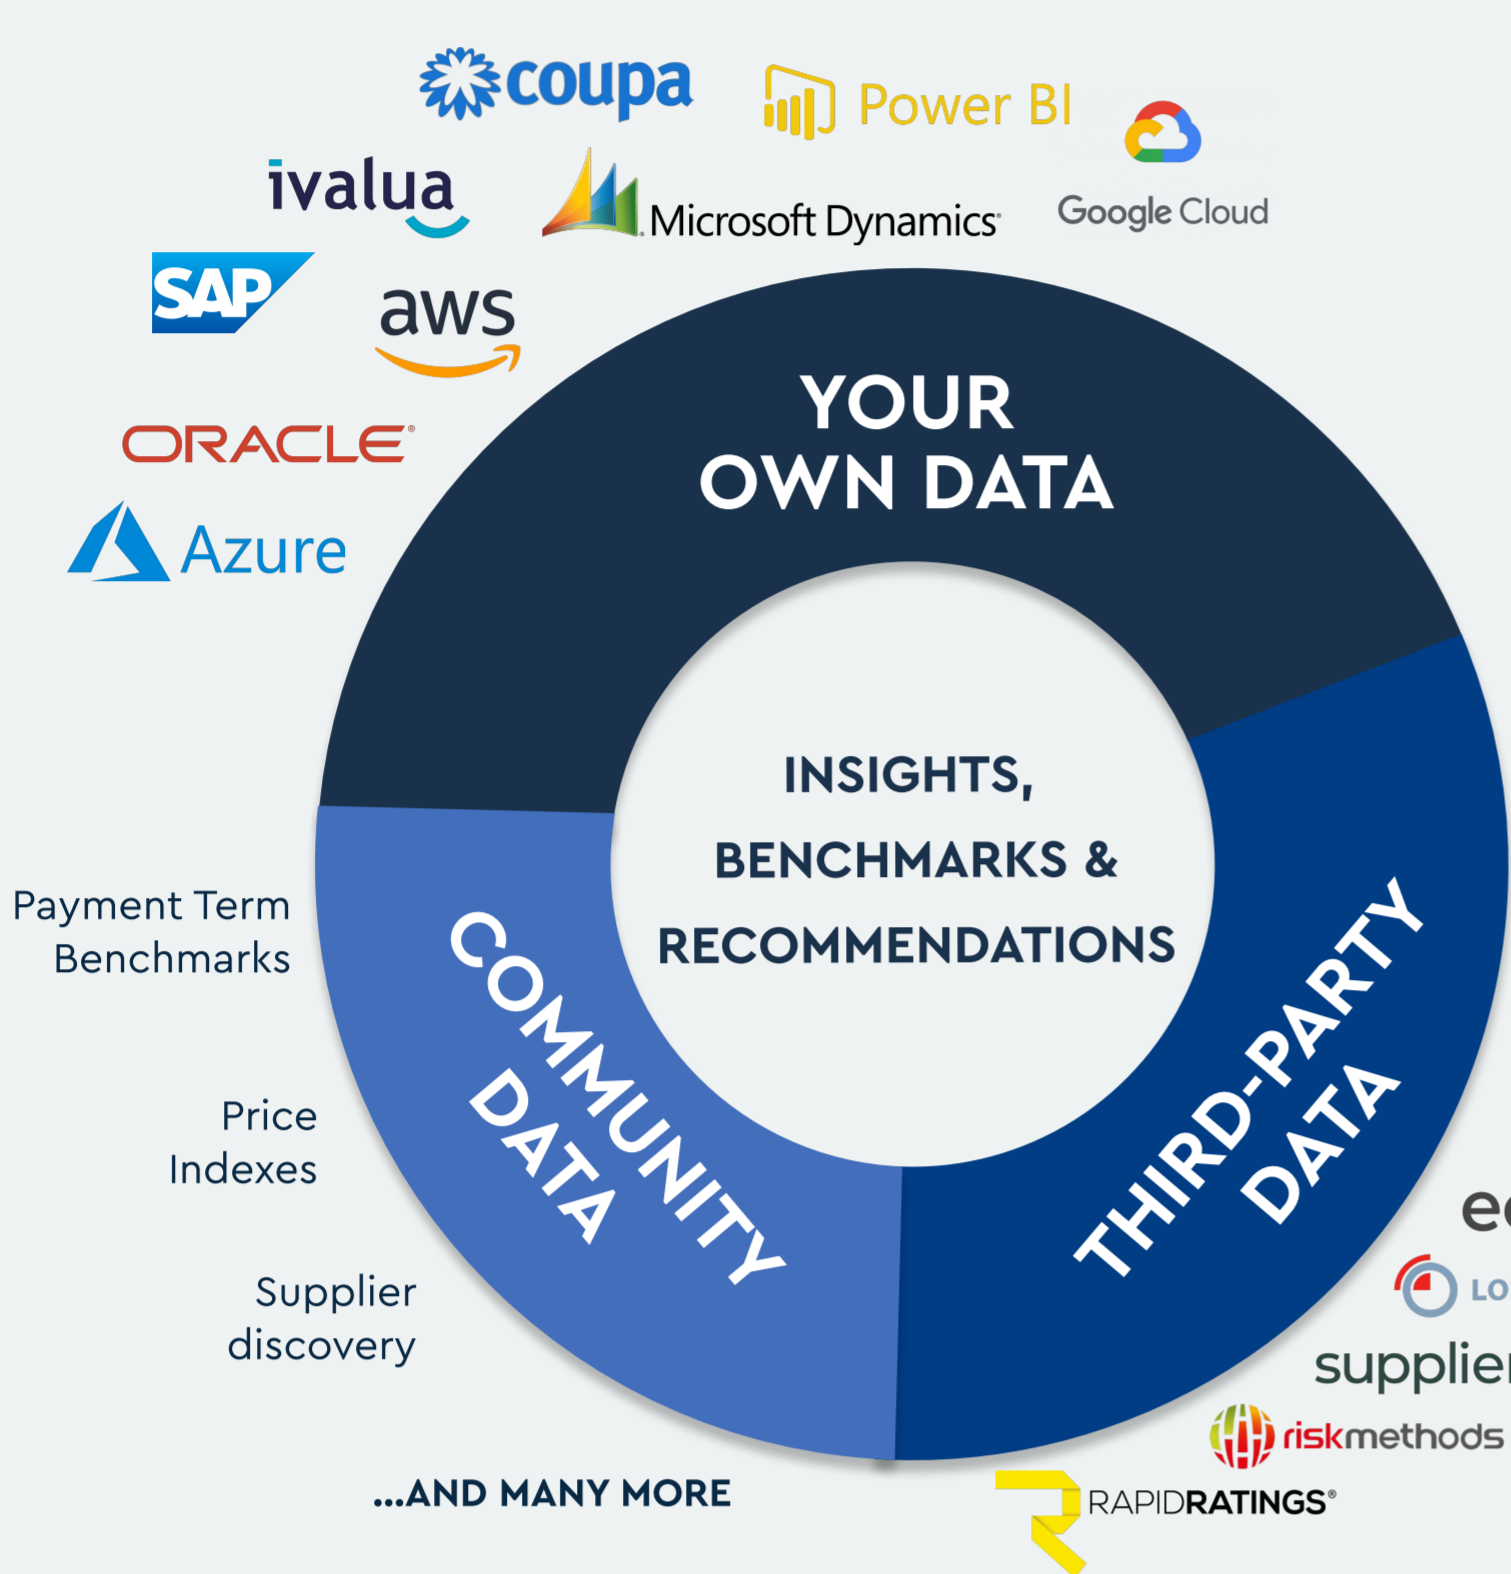 coupa
Power BI
ivalua
Microsoft Dynamics®
Google Cloud
SAP
aws
ORACLE®
Azure
YOUR
OWN DATA
INSIGHTS,
BENCHMARKS &
RECOMMENDATIONS
Payment Term
Benchmarks
Price
Indexes
Supplier
discovery
COMMUNITY
DATA
THIRD-PARTY
DATA
riskmethods
RAPIDRATINGS®
...AND MANY MORE